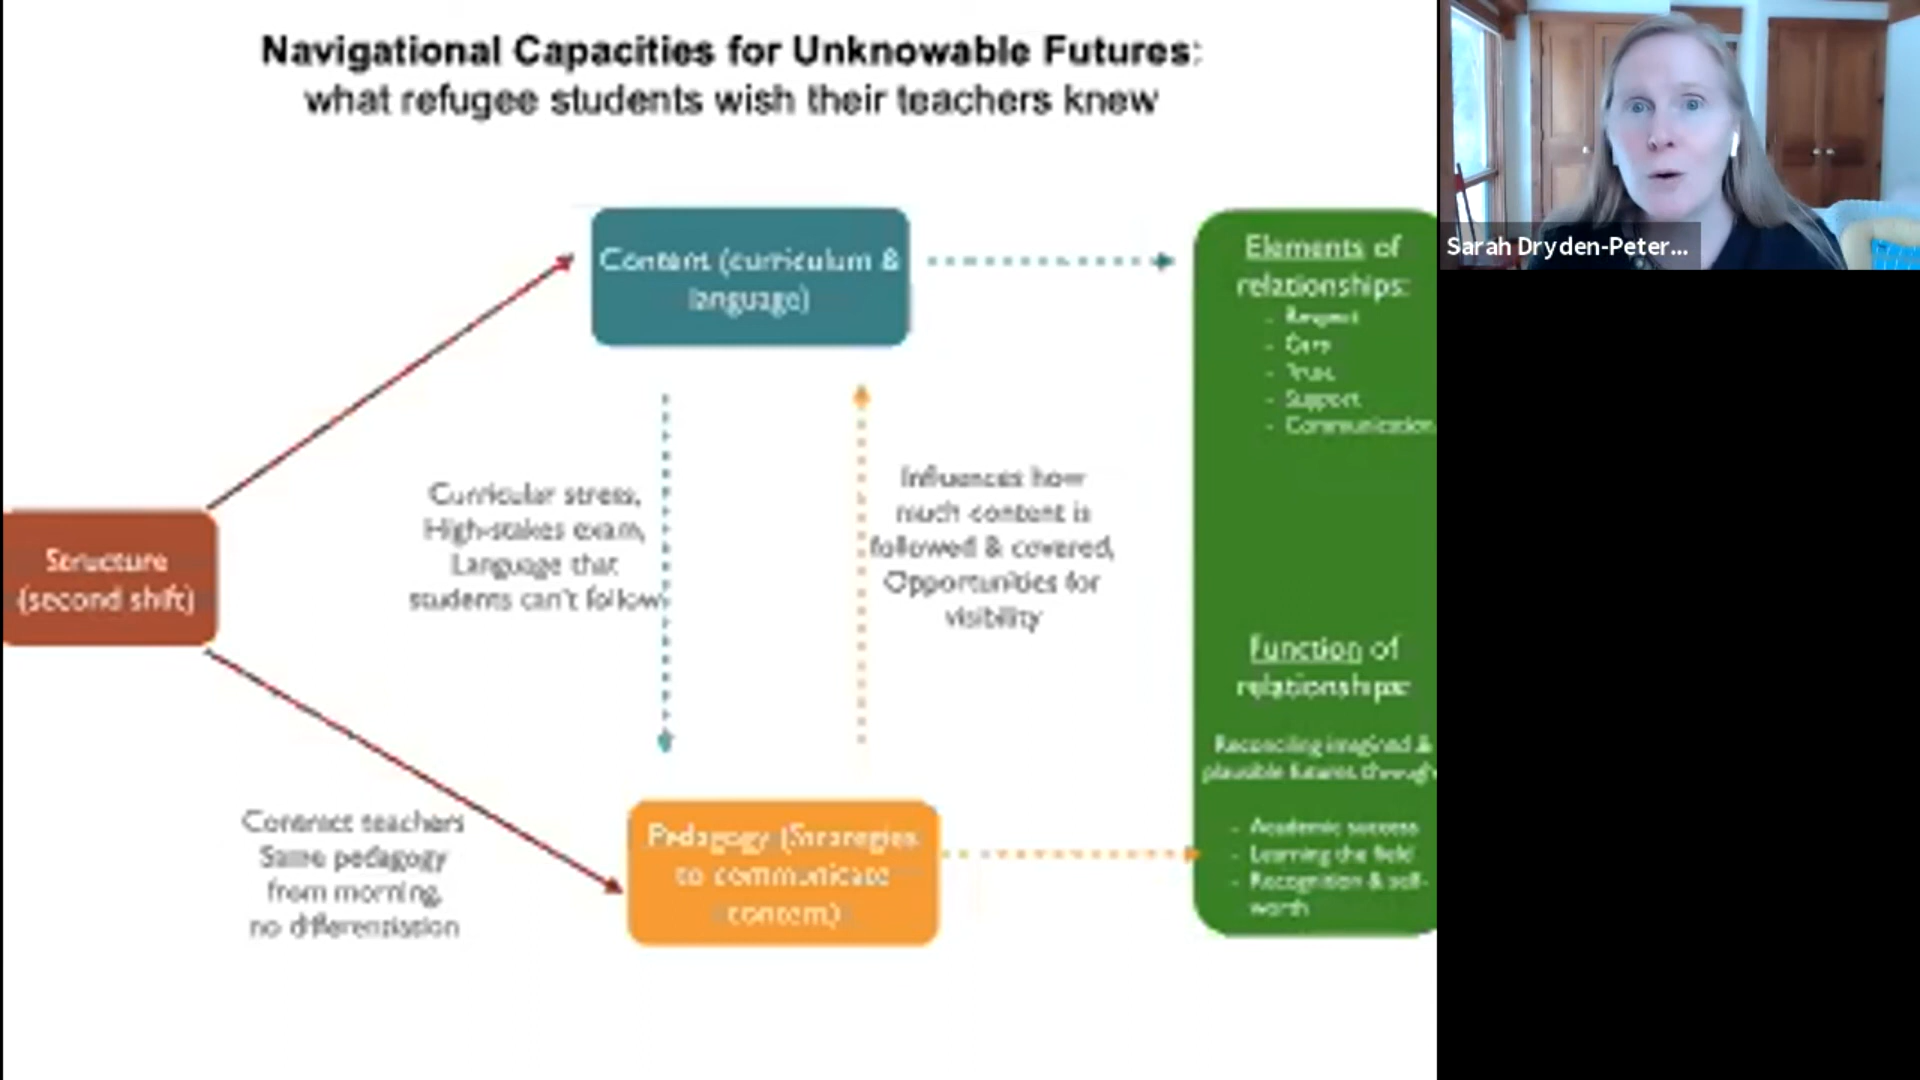 Navigational Capacities for Unknowable Futures:
what refugee students wish their teachers knew
Sarah Dryden-Peter...
Content (curriculum &
language)
Elements of
relationships:
- Respect
- Care
- Trust
- Support
- Communication
Curricular stress,
High-stakes exam,
Language that
students can't follow
Influences how
much content is
followed & covered,
Opportunities for
visibility
Structure
(second shift)
Function of
relationships:
Reconciling imagined &
plausible futures through
- Academic success
- Learning the field
- Recognition & self-
worth
Contract teachers
Same pedagogy
from morning,
no differentiation
Pedagogy (Strategies
to communicate
content)